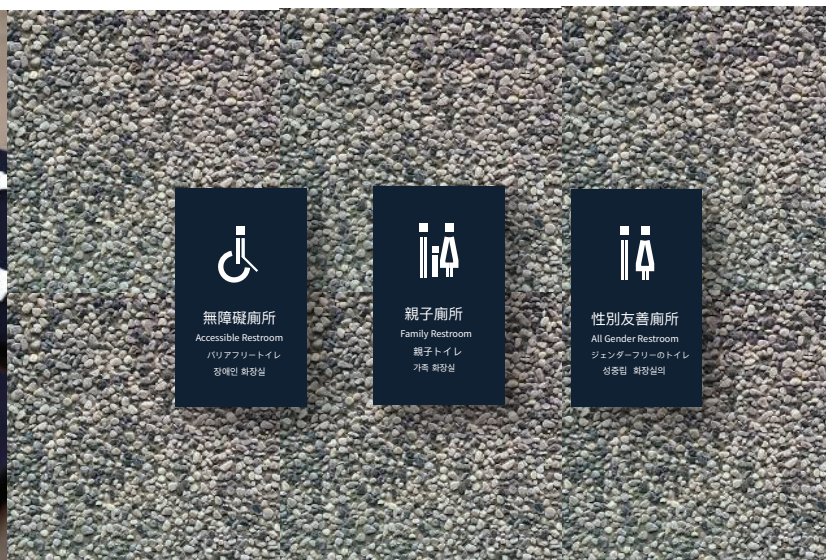 無障礙廁所
Accessible Restroom
バリアフリートイレ
장애인 화장실
親子廁所
Family Restroom
親子トイレ
가족 화장실
性別友善廁所
All Gender Restroom
ジェンダーフリーのトイレ
성중립 화장실의